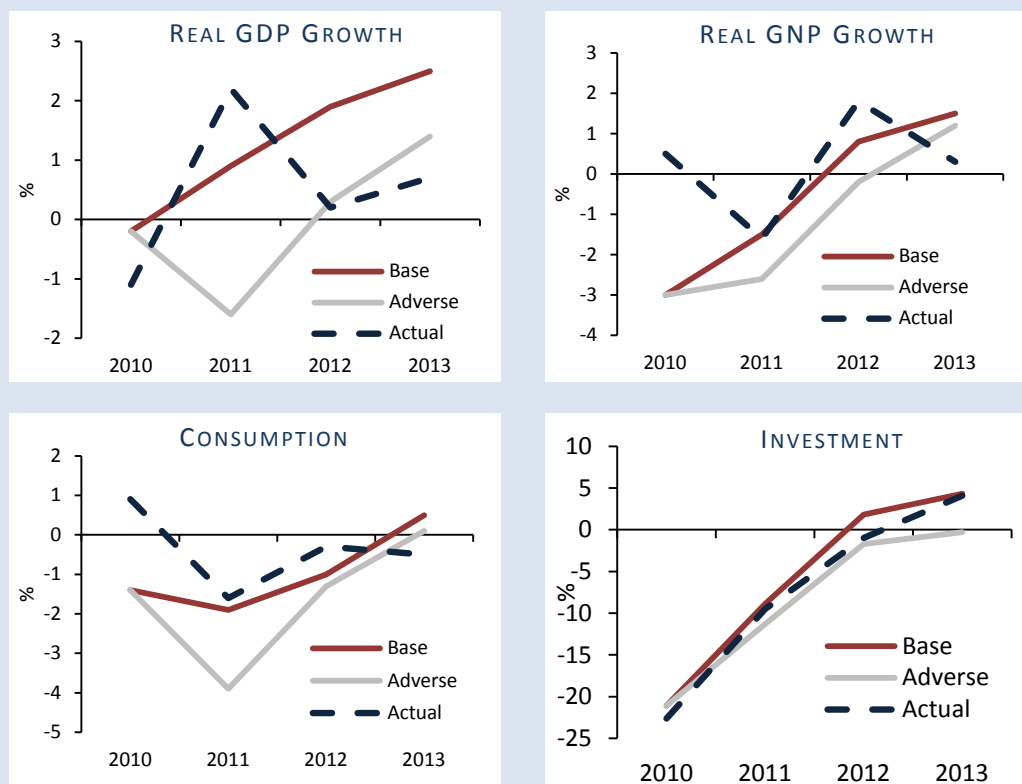 REAL GDP GROWTH
3
2
1
0
-1
-2
%
Base
Adverse
Actual
2010 2011 2012 2013
REAL GNP GROWTH
3
2
1
0
-1
-2
-3
-4
%
Base
Adverse
Actual
2010 2011 2012 2013
CONSUMPTION
2
1
0
-1
-2
-3
-4
-5
%
Base
Adverse
Actual
2010 2011 2012 2013
INVESTMENT
10
5
0
-5
-10
-15
-20
-25
%
Base
Adverse
Actual
2010 2011 2012 2013